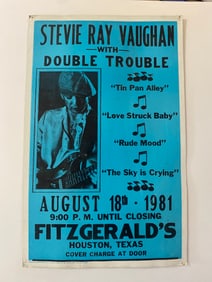 STEVIE RAY VAUGHAN
WITH
DOUBLE TROUBLE
"Tin Pan Alley"
"Love Struck Baby"
"Rude Mood"
"The Sky is Crying"
AUGUST 18th · 1981
9:00 P. M. UNTIL CLOSING
FITZGERALD'S
HOUSTON, TEXAS
COVER CHARGE AT DOOR